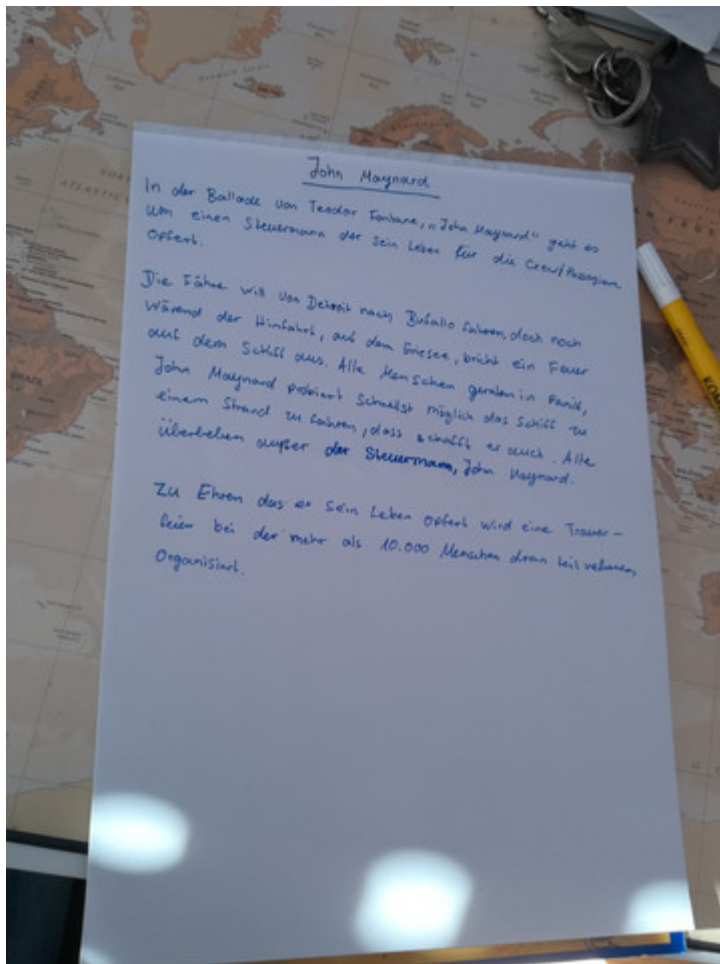 John Maynard
In der Ballade von Teodor Fontane, „John Maynard" geht es
um einen Steuermann der sein Leben für die Crew/Passagiere
Opfert.
Die Fähre will von Detroit nach Bufallo fahren, doch noch
wärend der Hinfahrt, auf dem Eriesee, bricht ein Feuer
auf dem Schiff aus. Alle Menschen geraten in Panik,
John Maynard probiert schnellst möglich das Schiff zu
einem Strand zu fahren, dass schafft er auch. Alle
überleben außer der Steuermann, John Maynard.
Zu Ehren das er sein Leben opfert wird eine Trauer-
feier bei der mehr als 10.000 Menschen dran teil nehmen,
Organisiert.
BRAZIL